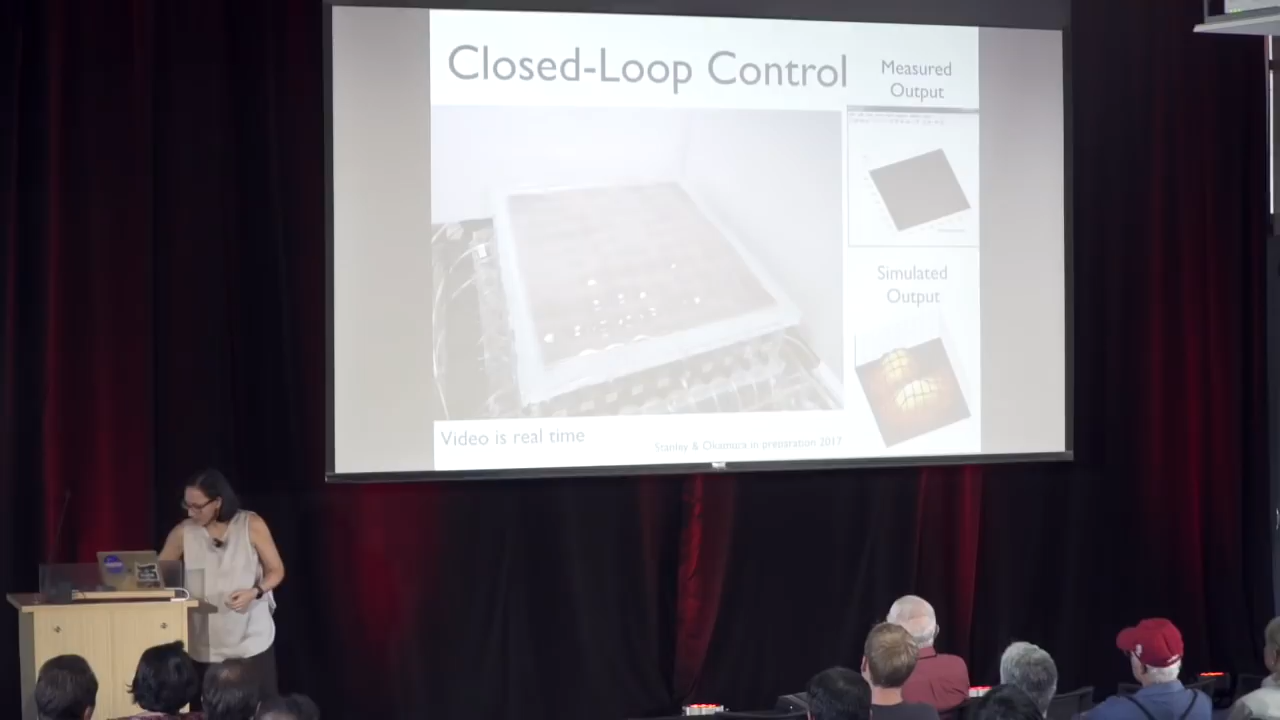 Closed-Loop Control
Measured
Output
Simulated
Output
Video is real time
Stanley & Okamura in preparation 2017